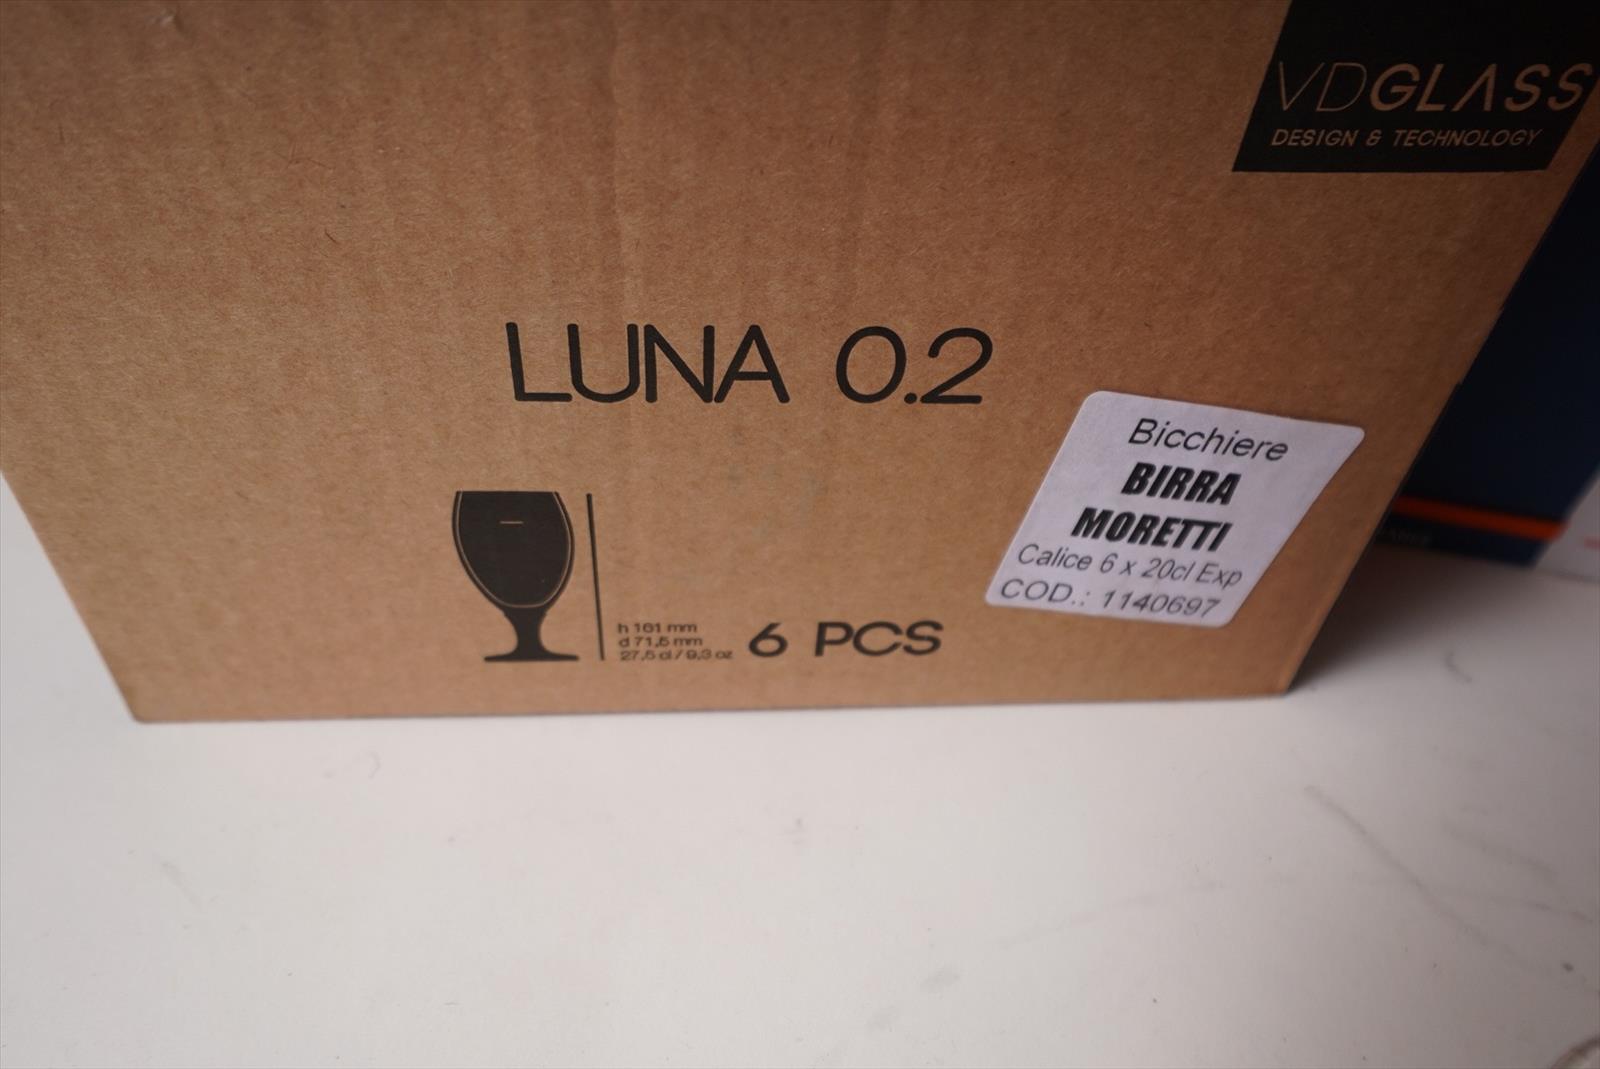 VDGLASS
DESIGN & TECHNOLOGY
LUNA 0.2
Bicchiere
BIRRA
MORETTI
Calice 6 x 20cl Exp
COD.: 1140697
h 161 mm
d 71,5 mm
27,5 cl / 9,3 oz
6 PCS